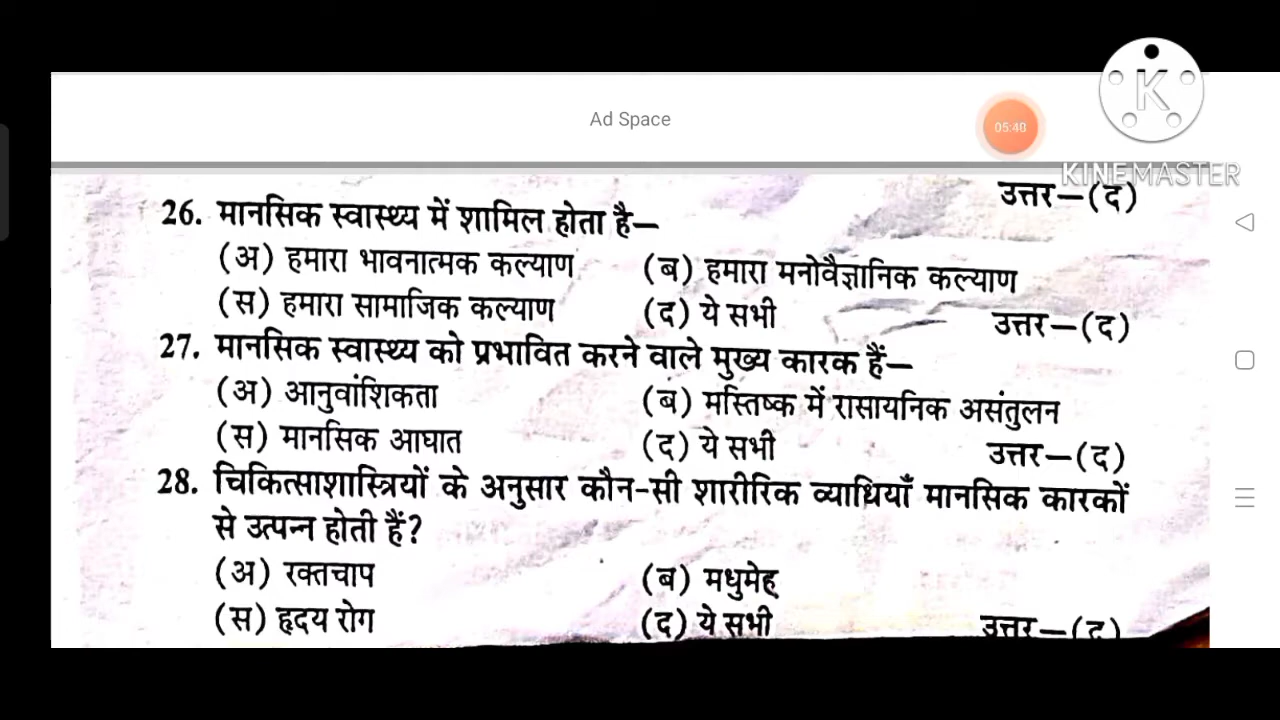 Ad Space
05:40
K
KINEMASTER
उत्तर–(द)
26. मानसिक स्वास्थ्य में शामिल होता है–
(अ) हमारा भावनात्मक कल्याण (ब) हमारा मनोवैज्ञानिक कल्याण
(स) हमारा सामाजिक कल्याण (द) ये सभी उत्तर–(द)
27. मानसिक स्वास्थ्य को प्रभावित करने वाले मुख्य कारक हैं–
(अ) आनुवांशिकता (ब) मस्तिष्क में रासायनिक असंतुलन
(स) मानसिक आघात (द) ये सभी उत्तर–(द)
28. चिकित्साशास्त्रियों के अनुसार कौन-सी शारीरिक व्याधियाँ मानसिक कारकों
से उत्पन्न होती हैं?
(अ) रक्तचाप (ब) मधुमेह
(स) हृदय रोग (द) ये सभी उत्तर–(द)